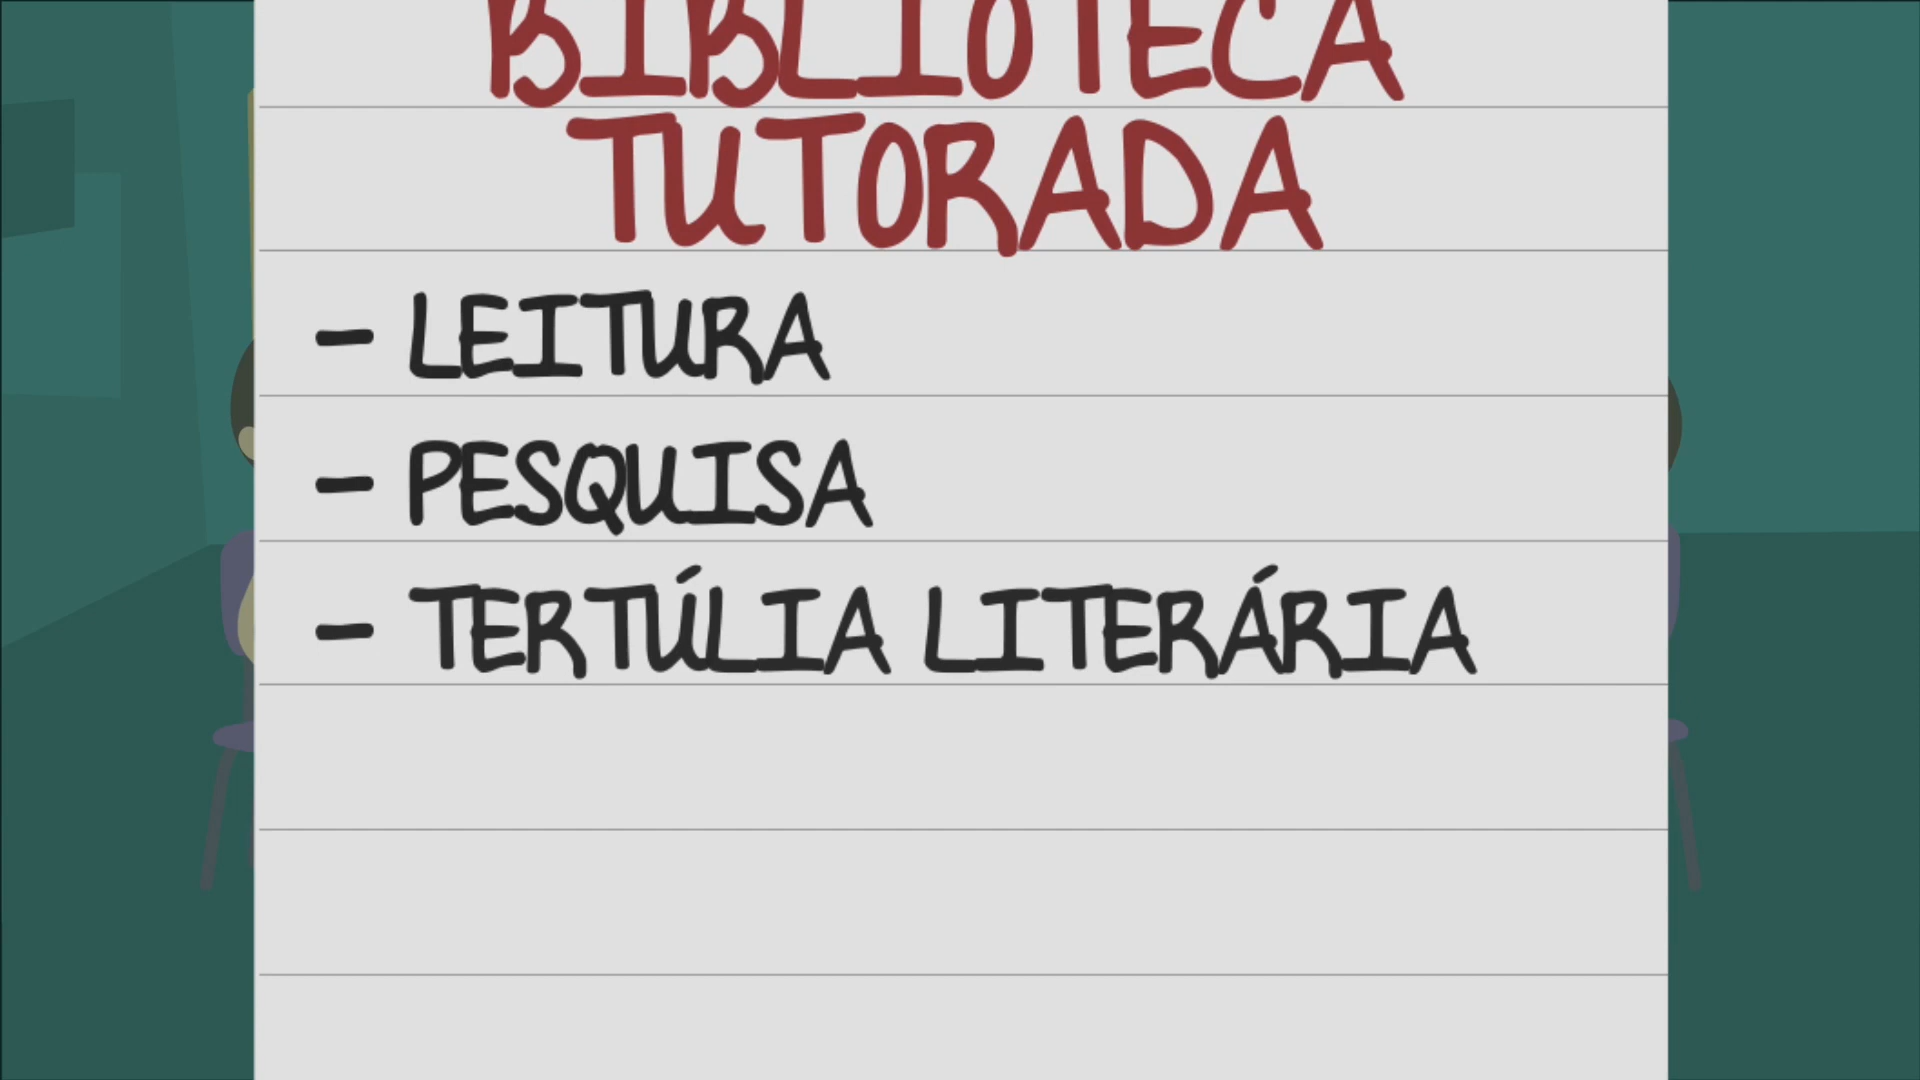 BIBLIOTECA
TUTORADA
- LEITURA
- PESQUISA
- TERTÚLIA LITERÁRIA